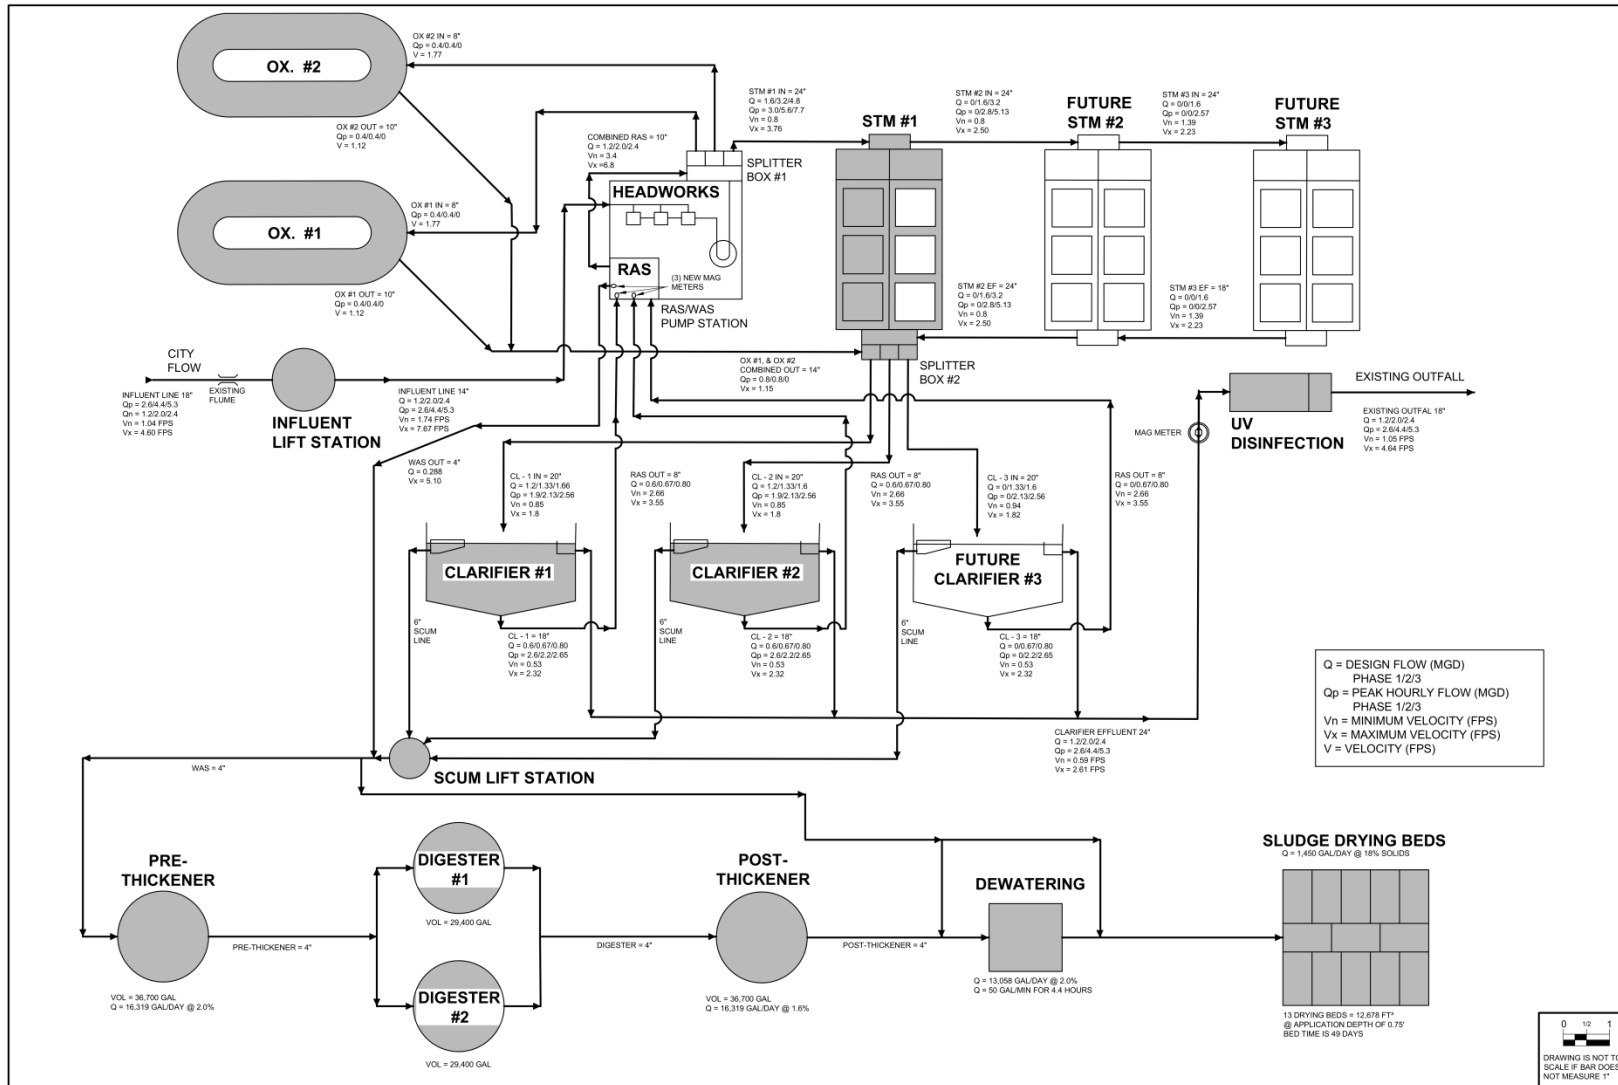 OX #2 IN = 8"
Qp = 0.4/0.4/0
V = 1.77
OX. #2
OX #2 OUT = 10"
Qp = 0.4/0.4/0
V = 1.12
OX #1 IN = 8"
Qp = 0.4/0.4/0
V = 1.77
OX. #1
OX #1 OUT = 10"
Qp = 0.4/0.4/0
V = 1.12
COMBINED RAS = 10"
Q = 1.2/2.0/2.4
Vn = 3.4
Vx =6.8
SPLITTER
BOX #1
HEADWORKS
RAS
(3) NEW MAG
METERS
RAS/WAS
PUMP STATION
STM #1 IN = 24"
Q = 1.6/3.2/4.8
Qp = 3.0/5.6/7.7
Vn = 0.8
Vx = 3.76
STM #1
STM #2 IN = 24"
Q = 0/1.6/3.2
Qp = 0/2.8/5.13
Vn = 0.8
Vx = 2.50
FUTURE
STM #2
STM #3 IN = 24"
Q = 0/0/1.6
Qp = 0/0/2.57
Vn = 1.39
Vx = 2.23
FUTURE
STM #3
STM #2 EF = 24"
Q = 0/1.6/3.2
Qp = 0/2.8/5.13
Vn = 0.8
Vx = 2.50
STM #3 EF = 18"
Q = 0/0/1.6
Qp = 0/0/2.57
Vn = 1.39
Vx = 2.23
SPLITTER
BOX #2
OX #1, & OX #2
COMBINED OUT = 14"
Qp = 0.8/0.8/0
Vx = 1.15
CITY
FLOW
EXISTING
FLUME
INFLUENT LINE 18"
Qp = 2.6/4.4/5.3
Qn = 1.2/2.0/2.4
Vn = 1.04 FPS
Vx = 4.60 FPS
INFLUENT
LIFT STATION
INFLUENT LINE 14"
Q = 1.2/2.0/2.4
Qp = 2.6/4.4/5.3
Vn = 1.74 FPS
Vx = 7.67 FPS
WAS OUT = 4"
Q = 0.288
Vx = 5.10
CL - 1 IN = 20"
Q = 1.2/1.33/1.66
Qp = 1.9/2.13/2.56
Vn = 0.85
Vx = 1.8
RAS OUT = 8"
Q = 0.6/0.67/0.80
Vn = 2.66
Vx = 3.55
CL - 2 IN = 20"
Q = 1.2/1.33/1.6
Qp = 1.9/2.13/2.56
Vn = 0.85
Vx = 1.8
RAS OUT = 8"
Q = 0.6/0.67/0.80
Vn = 2.66
Vx = 3.55
CL - 3 IN = 20"
Q = 0/1.33/1.6
Qp = 0/2.13/2.56
Vn = 0.94
Vx = 1.82
RAS OUT = 8"
Q = 0/0.67/0.80
Vn = 2.66
Vx = 3.55
MAG METER
UV
DISINFECTION
EXISTING OUTFALL
EXISTING OUTFAL 18"
Q = 1.2/2.0/2.4
Qp = 2.6/4.4/5.3
Vn = 1.05 FPS
Vx = 4.64 FPS
CLARIFIER #1
CLARIFIER #2
FUTURE
CLARIFIER #3
6"
SCUM
LINE
CL - 1 = 18"
Q = 0.6/0.67/0.80
Qp = 2.6/2.2/2.65
Vn = 0.53
Vx = 2.32
6"
SCUM
LINE
CL - 2 = 18"
Q = 0.6/0.67/0.80
Qp = 2.6/2.2/2.65
Vn = 0.53
Vx = 2.32
6"
SCUM
LINE
CL - 3 = 18"
Q = 0/0.67/0.80
Qp = 0/2.2/2.65
Vn = 0.53
Vx = 2.32
Q = DESIGN FLOW (MGD)
PHASE 1/2/3
Qp = PEAK HOURLY FLOW (MGD)
PHASE 1/2/3
Vn = MINIMUM VELOCITY (FPS)
Vx = MAXIMUM VELOCITY (FPS)
V = VELOCITY (FPS)
CLARIFIER EFFLUENT 24"
Q = 1.2/2.0/2.4
Qp = 2.6/4.4/5.3
Vn = 0.59 FPS
Vx = 2.61 FPS
WAS = 4"
SCUM LIFT STATION
PRE-
THICKENER
PRE-THICKENER = 4"
VOL = 36,700 GAL
Q = 16,319 GAL/DAY @ 2.0%
DIGESTER
#1
VOL = 29,400 GAL
DIGESTER
#2
VOL = 29,400 GAL
DIGESTER = 4"
POST-
THICKENER
VOL = 36,700 GAL
Q = 16,319 GAL/DAY @ 1.6%
POST-THICKENER = 4"
DEWATERING
Q = 13,058 GAL/DAY @ 2.0%
Q = 50 GAL/MIN FOR 4.4 HOURS
SLUDGE DRYING BEDS
Q = 1,450 GAL/DAY @ 18% SOLIDS
13 DRYING BEDS = 12,678 FT²
@ APPLICATION DEPTH OF 0.75'
BED TIME IS 49 DAYS
0 1/2 1
DRAWING IS NOT TO
SCALE IF BAR DOES
NOT MEASURE 1"